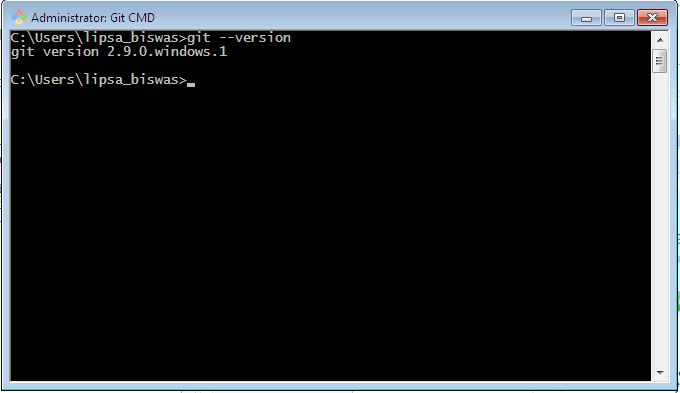 Administrator: Git CMD
C:\Users\lipsa_biswas>git --version
git version 2.9.0.windows.1
C:\Users\lipsa_biswas>